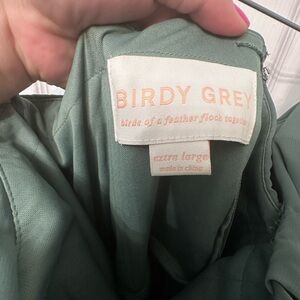 BIRDY GREY
birds of a feather flock together
extra large
made in china